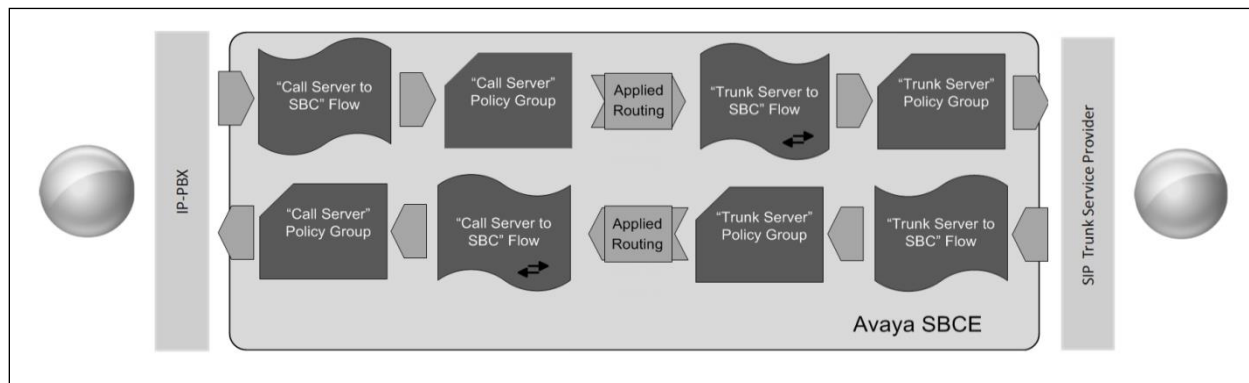 IP-PBX
“Call Server to
SBC” Flow
“Call Server”
Policy Group
Applied
Routing
“Trunk Server to
SBC” Flow
“Trunk Server”
Policy Group
“Call Server”
Policy Group
“Call Server to
SBC” Flow
Applied
Routing
“Trunk Server”
Policy Group
“Trunk Server to
SBC” Flow
Avaya SBCE
SIP Trunk Service Provider